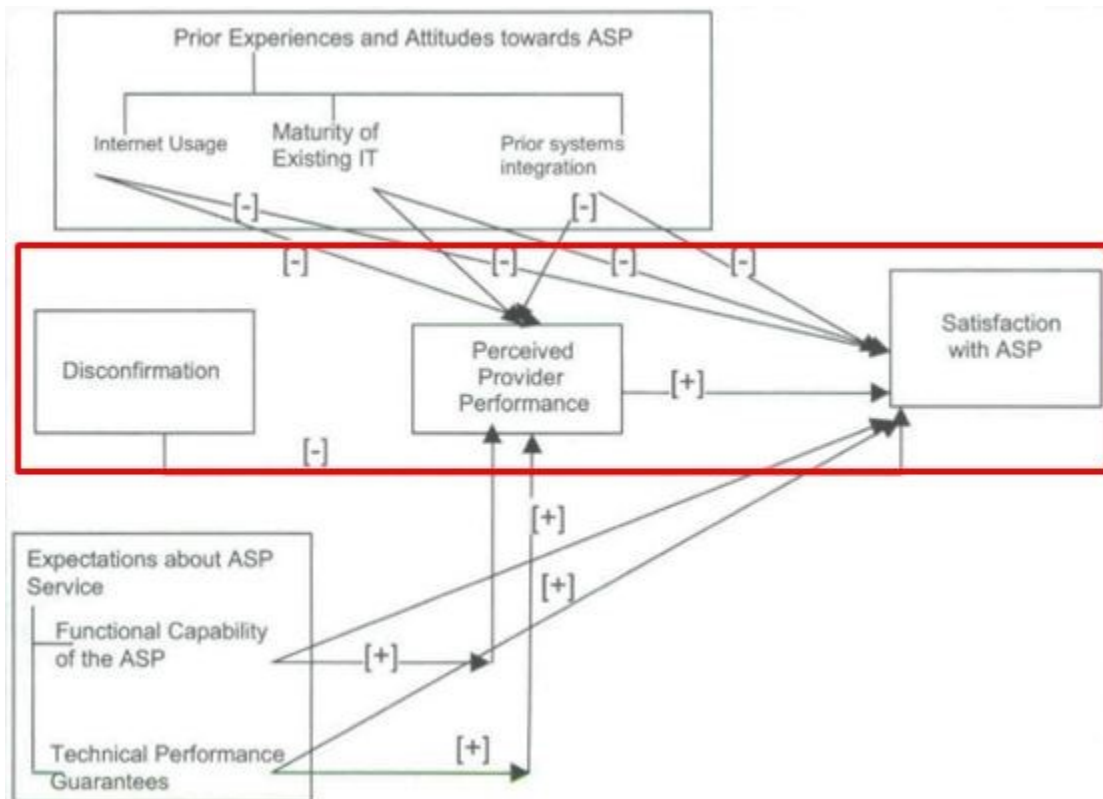 Prior Experiences and Attitudes towards ASP
Internet Usage
Maturity of
Existing IT
Prior systems
integration
[-]
[-]
[-]
[-]
[-]
[-]
Disconfirmation
Perceived
Provider
Performance
[+]
Satisfaction
with ASP
[-]
Expectations about ASP
Service
[+]
[+]
Functional Capability
of the ASP
[+]
Technical Performance
Guarantees
[+]